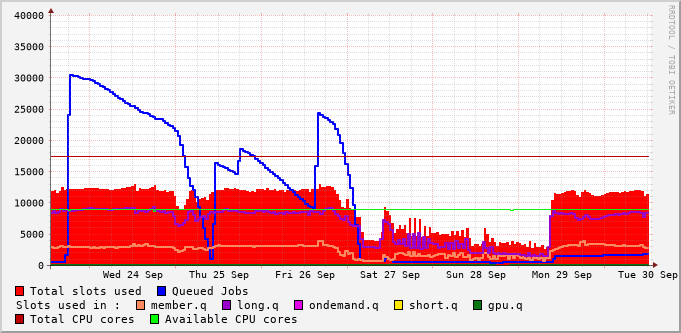 40000
35000
30000
25000
20000
15000
10000
5000
0
Wed 24 Sep Thu 25 Sep Fri 26 Sep Sat 27 Sep Sun 28 Sep Mon 29 Sep Tue 30 Sep
Total slots used Queued Jobs
Slots used in : member.q long.q ondemand.q short.q gpu.q
Total CPU cores Available CPU cores
RRDTOOL / TOBI OETIKER